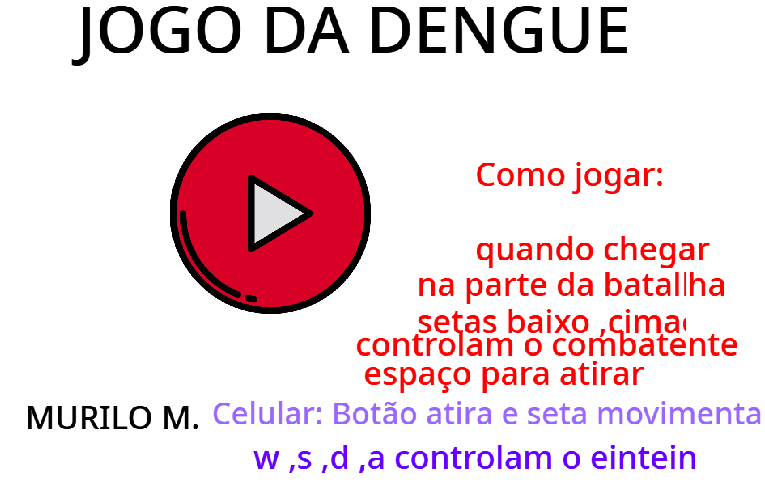 JOGO DA DENGUE
Como jogar:
quando chegar
na parte da batallha
setas baixo ,cima
controlam o combatente
espaço para atirar
MURILO M.
Celular: Botão atira e seta movimenta
w ,s ,d ,a controlam o eintein